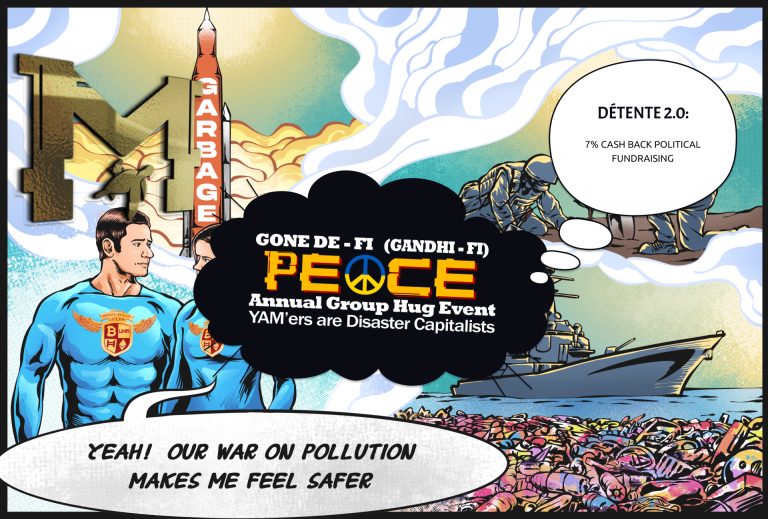 M
GARBAGE
DÉTENTE 2.0:
7% CASH BACK POLITICAL
FUNDRAISING
GONE DE - FI (GANDHI - FI)
PEACE
Annual Group Hug Event
YAM'ers are Disaster Capitalists
YEAH! OUR WAR ON POLLUTION
MAKES ME FEEL SAFER